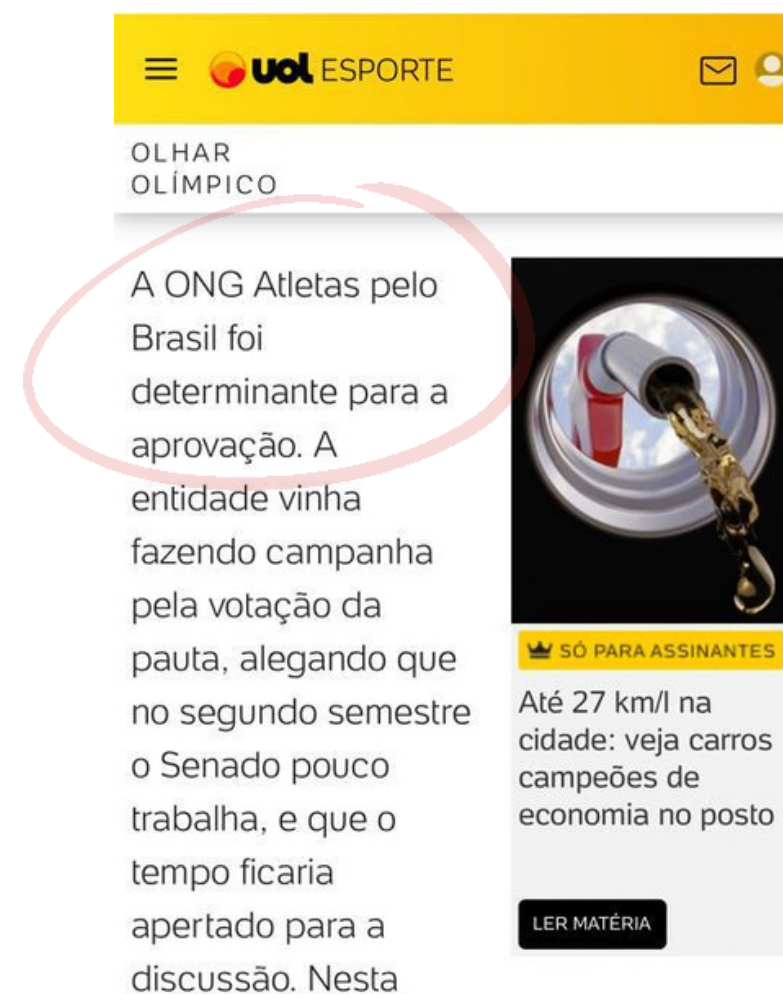 uol ESPORTE
OLHAR
OLÍMPICO
A ONG Atletas pelo
Brasil foi
determinante para a
aprovação. A
entidade vinha
fazendo campanha
pela votação da
pauta, alegando que
no segundo semestre
o Senado pouco
trabalha, e que o
tempo ficaria
apertado para a
discussão. Nesta
SÓ PARA ASSINANTES
Até 27 km/l na
cidade: veja carros
campeões de
economia no posto
LER MATÉRIA